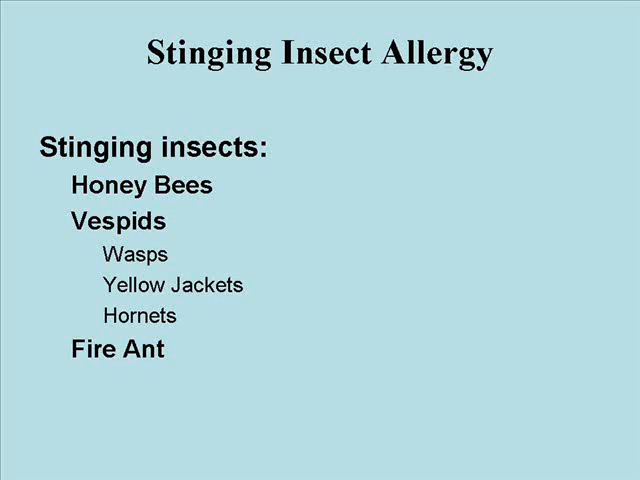 Stinging Insect Allergy
Stinging insects:
Honey Bees
Vespids
Wasps
Yellow Jackets
Hornets
Fire Ant